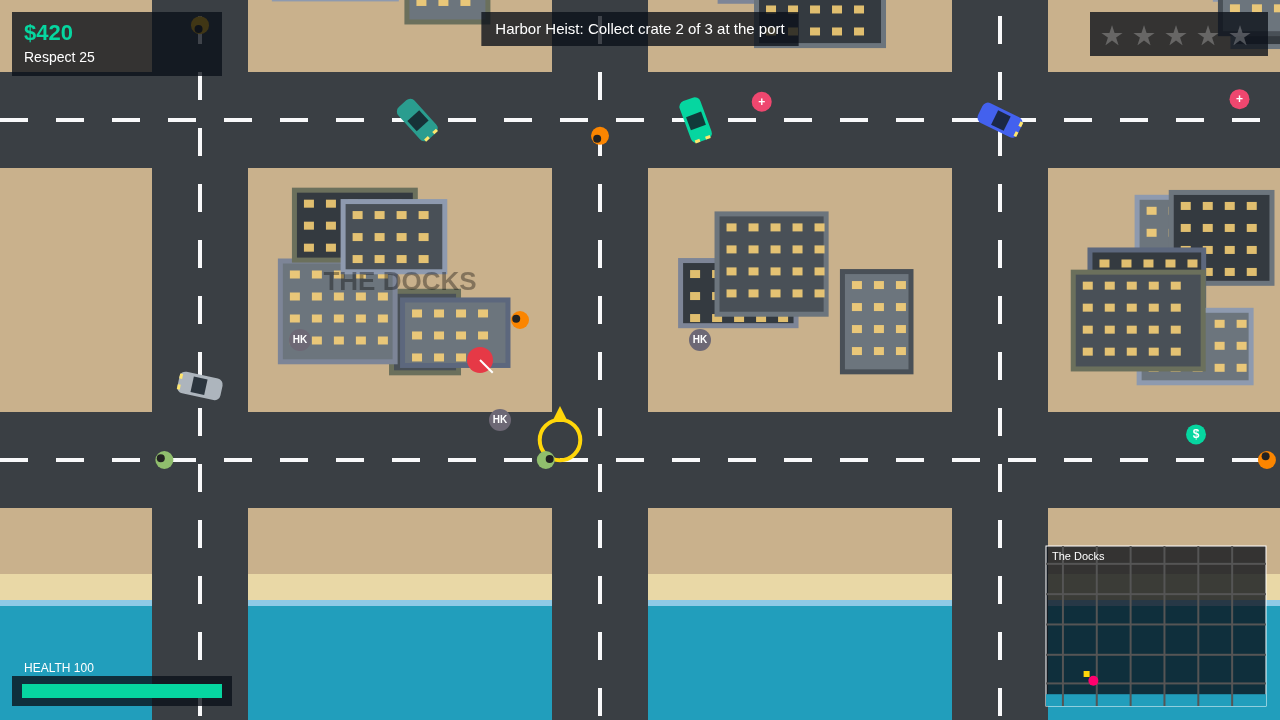 $420
Respect 25
Harbor Heist: Collect crate 2 of 3 at the port
+
+
THE DOCKS
HK
HK
HK
$
The Docks
HEALTH 100